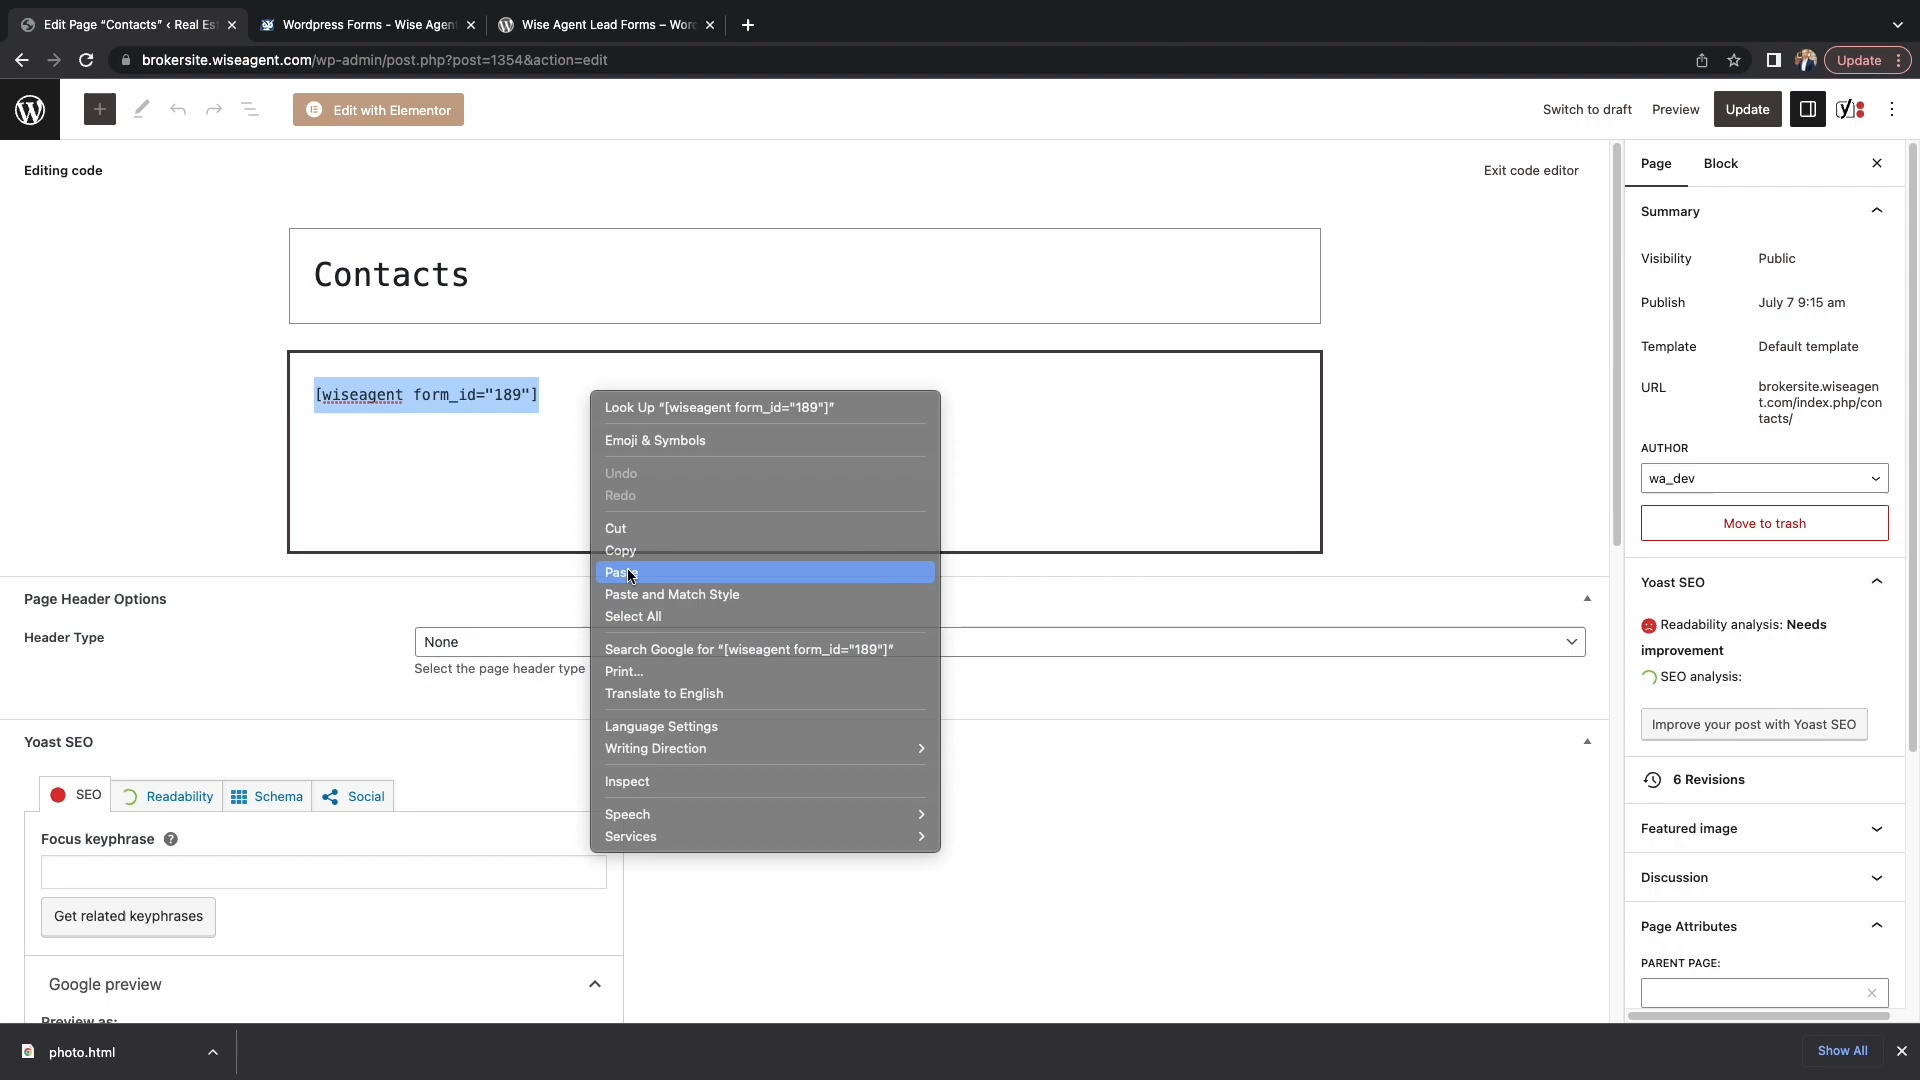 Edit Page “Contacts” ‹ Real Es
Wordpress Forms - Wise Agen
Wise Agent Lead Forms – Wor
brokersite.wiseagent.com/wp-admin/post.php?post=1354&action=edit
Update
Edit with Elementor
Switch to draft
Preview
Update
Editing code
Exit code editor
Contacts
[wiseagent form_id="189"]
Look Up “[wiseagent form_id="189"]”
Emoji & Symbols
Undo
Redo
Cut
Copy
Paste
Paste and Match Style
Select All
Search Google for “[wiseagent form_id="189"]”
Print...
Translate to English
Language Settings
Writing Direction
Inspect
Speech
Services
Page Header Options
Header Type
None
Select the page header type
Yoast SEO
SEO
Readability
Schema
Social
Focus keyphrase
Get related keyphrases
Google preview
Preview as:
Page
Block
Summary
Visibility
Public
Publish
July 7 9:15 am
Template
Default template
URL
brokersite.wiseagen
t.com/index.php/con
tacts/
AUTHOR
wa_dev
Move to trash
Yoast SEO
Readability analysis: Needs
improvement
SEO analysis:
Improve your post with Yoast SEO
6 Revisions
Featured image
Discussion
Page Attributes
PARENT PAGE:
photo.html
Show All